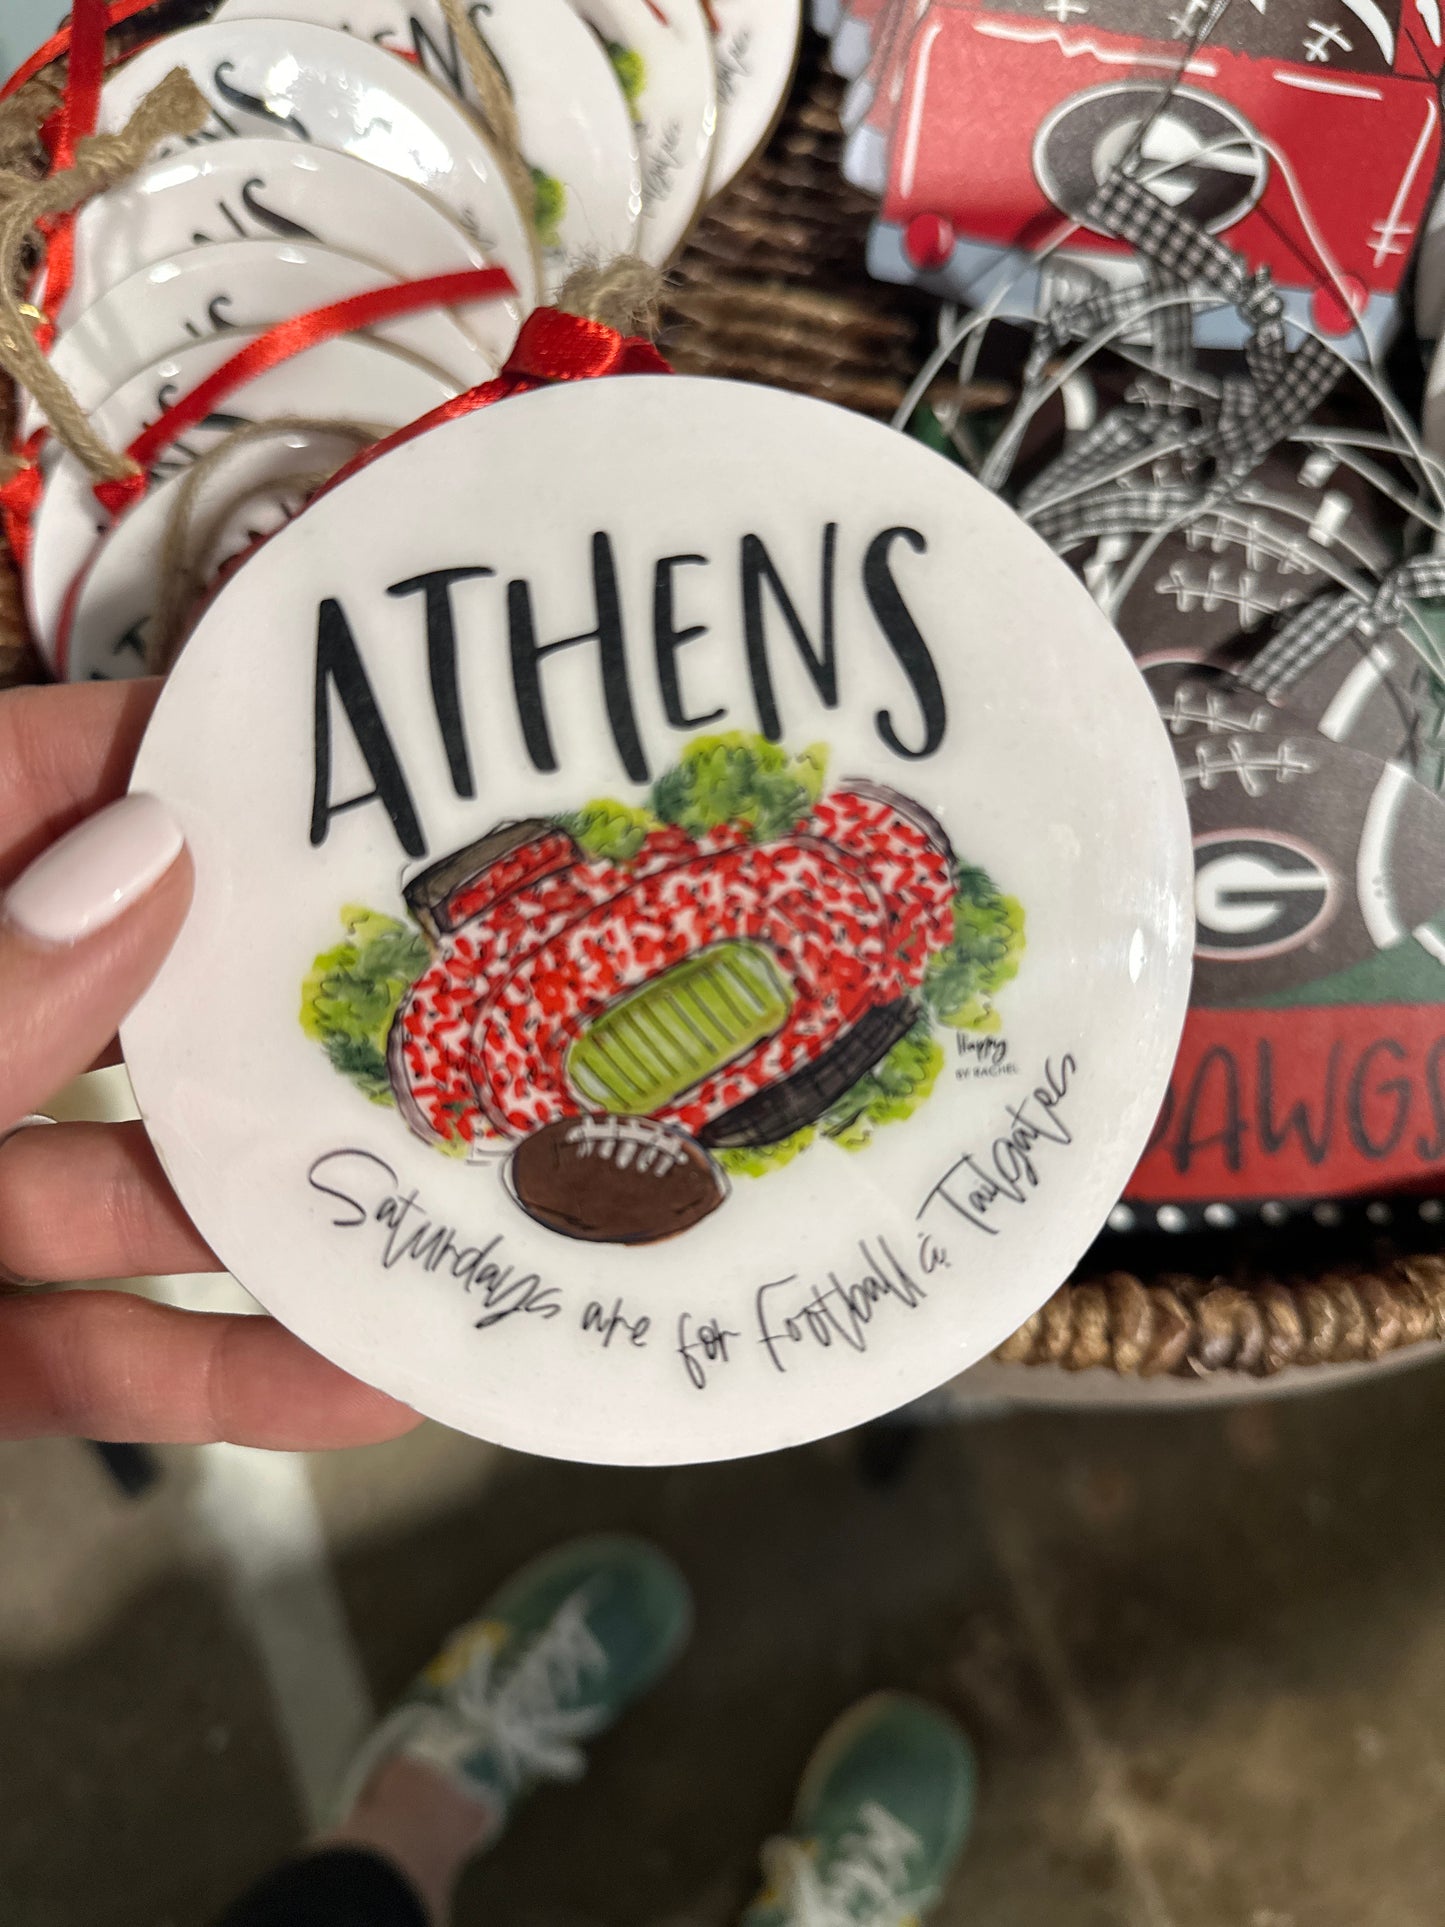 ATHENS
Happy
BY RACHEL
Saturdays are for Football & Tailgates
G
G
DAWGS